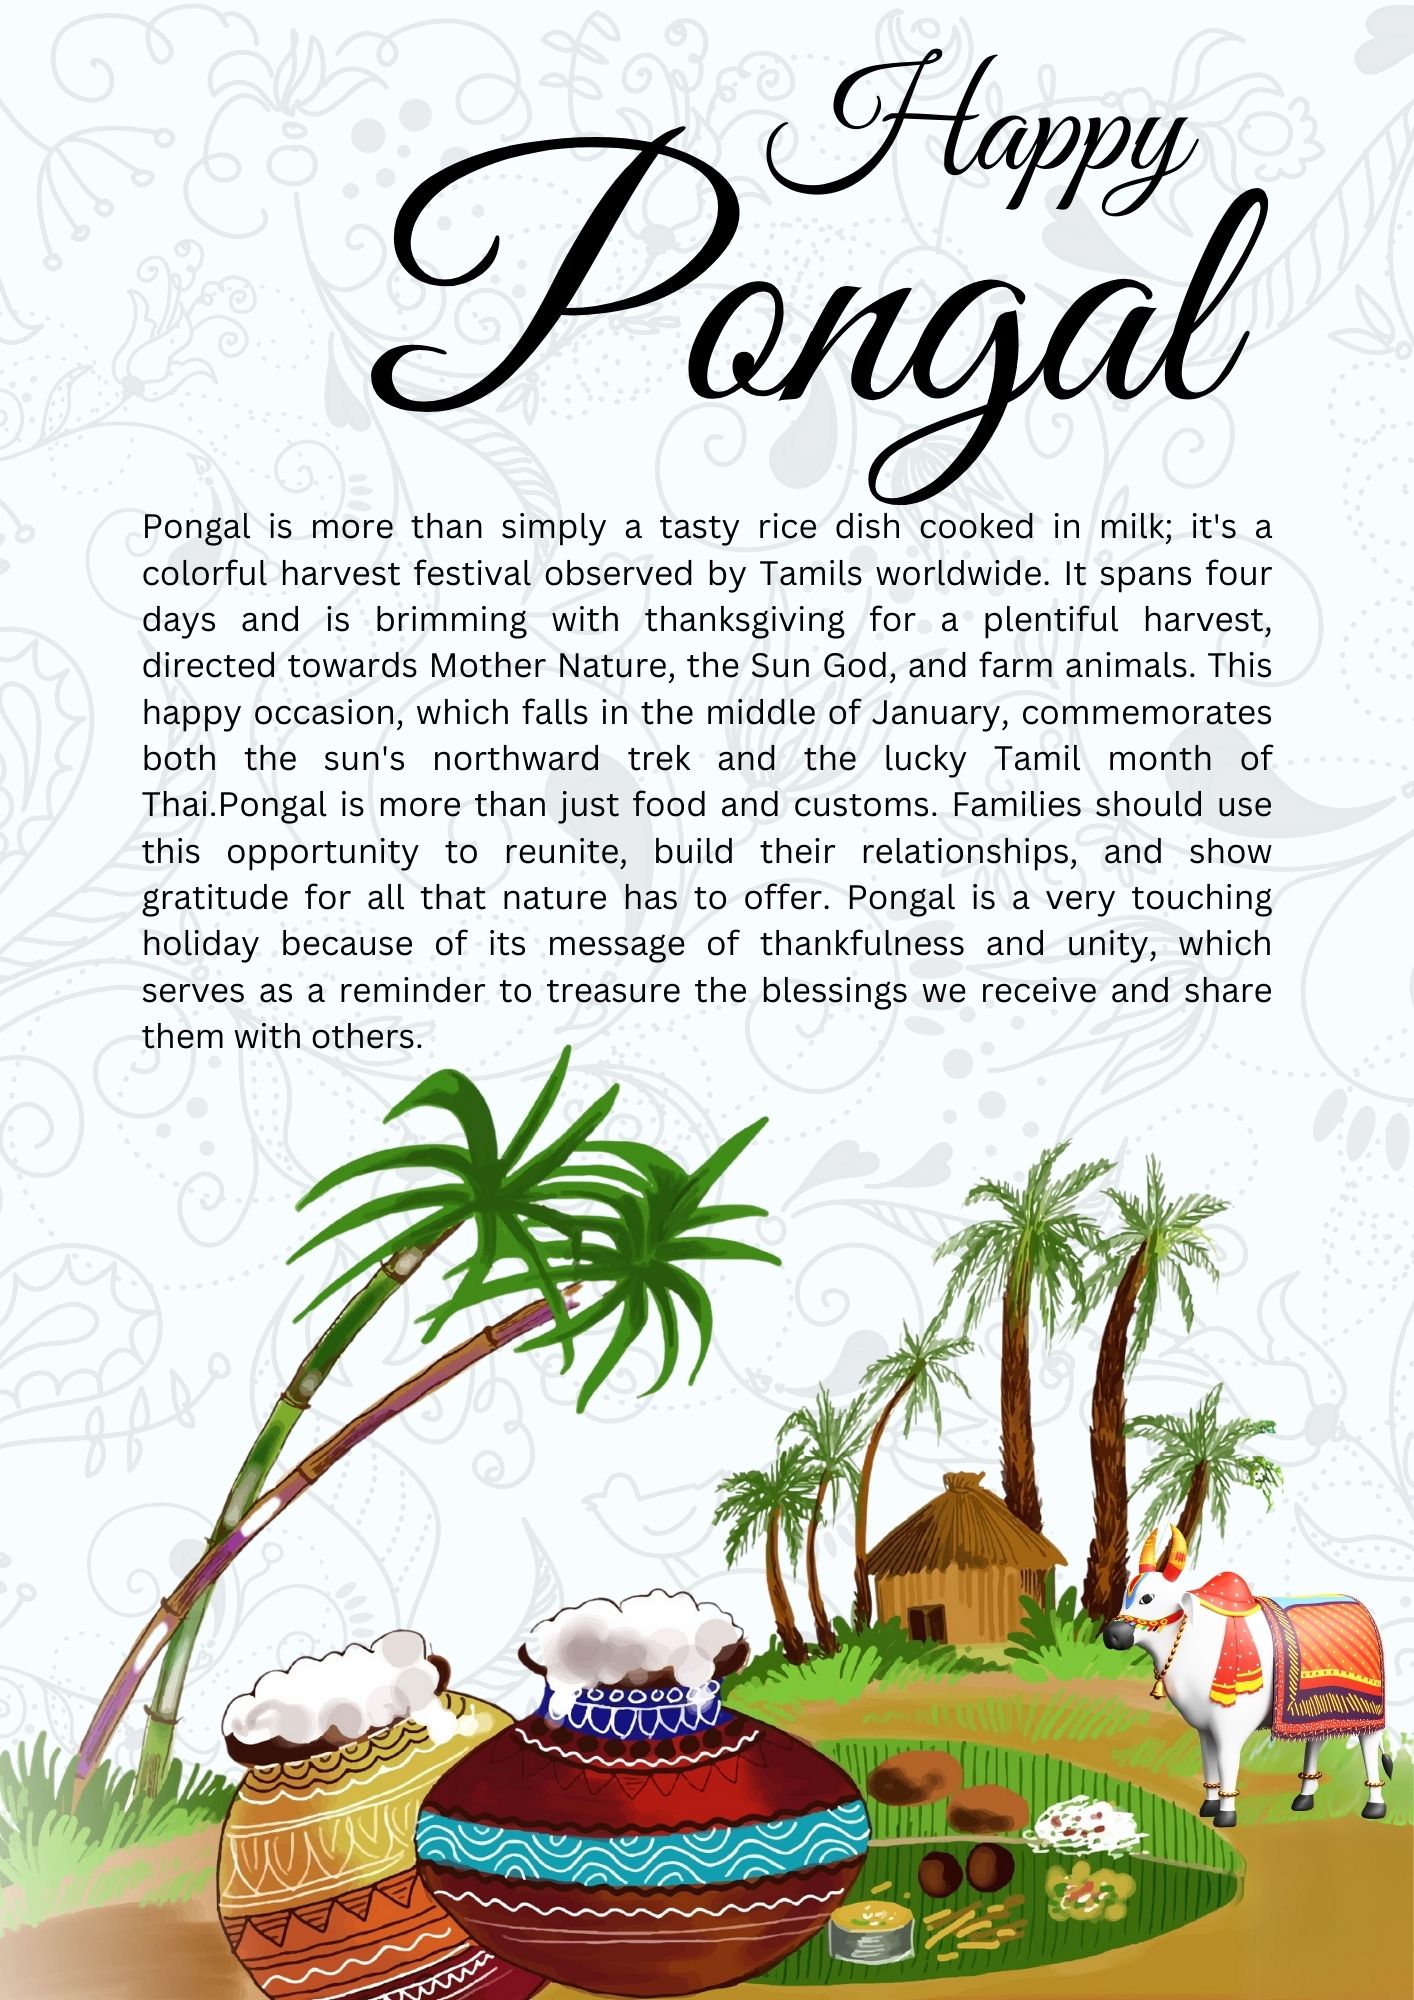 Happy
Pongal
Pongal is more than simply a tasty rice dish cooked in milk; it's a
colorful harvest festival observed by Tamils worldwide. It spans four
days and is brimming with thanksgiving for a plentiful harvest,
directed towards Mother Nature, the Sun God, and farm animals. This
happy occasion, which falls in the middle of January, commemorates
both the sun's northward trek and the lucky Tamil month of
Thai.Pongal is more than just food and customs. Families should use
this opportunity to reunite, build their relationships, and show
gratitude for all that nature has to offer. Pongal is a very touching
holiday because of its message of thankfulness and unity, which
serves as a reminder to treasure the blessings we receive and share
them with others.